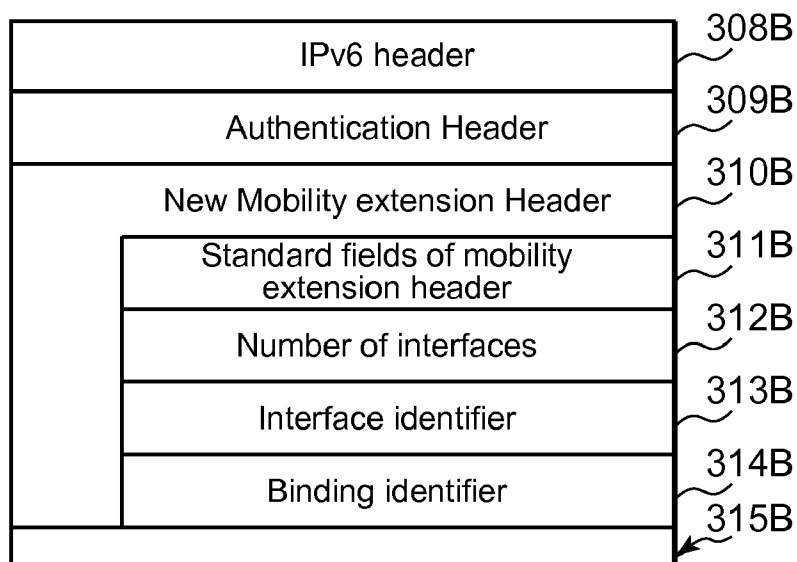 308B
IPv6 header
309B
Authentication Header
310B
New Mobility extension Header
311B
Standard fields of mobility
extension header
312B
Number of interfaces
313B
Interface identifier
314B
Binding identifier
315B